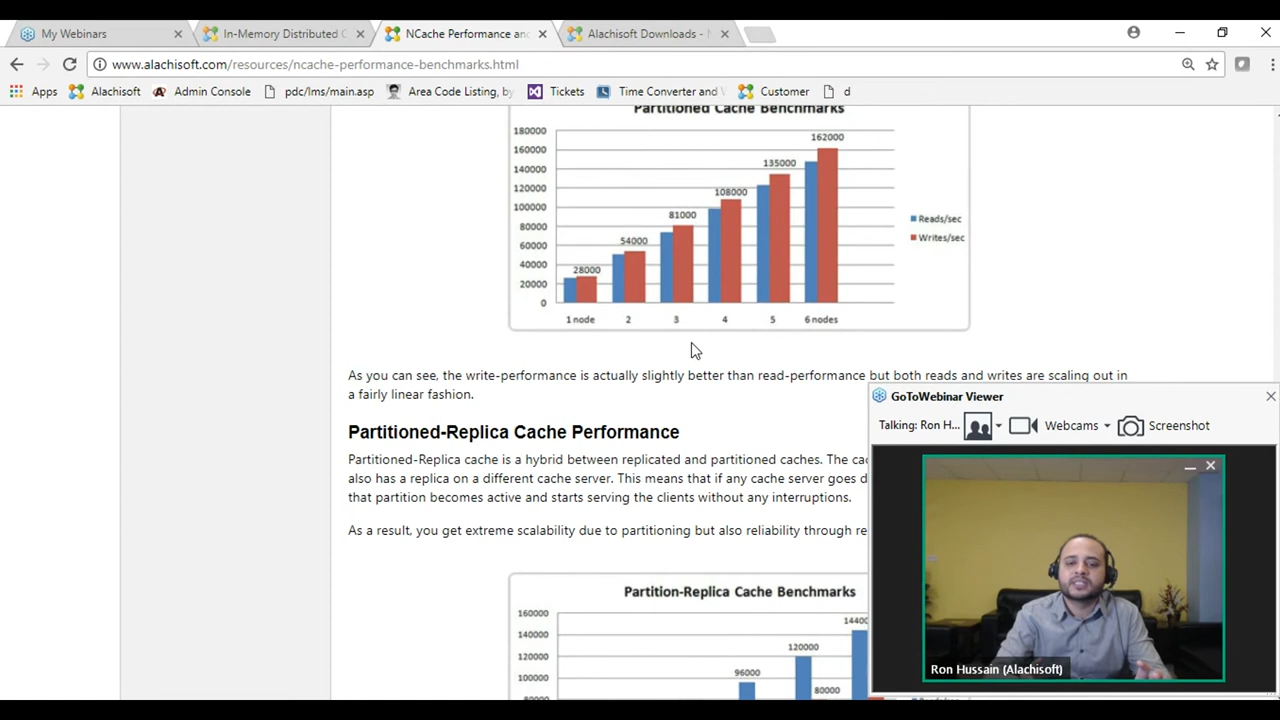 My Webinars
In-Memory Distributed C
NCache Performance an
Alachisoft Downloads - N
www.alachisoft.com/resources/ncache-performance-benchmarks.html
Apps
Alachisoft
Admin Console
pdc/lms/main.asp
Area Code Listing, by
Tickets
Time Converter and
Customer
d
Partitioned Cache Benchmarks
180000
160000
140000
120000
100000
80000
60000
40000
20000
0
28000
54000
81000
108000
135000
162000
1 node
2
3
4
5
6 nodes
Reads/sec
Writes/sec
As you can see, the write-performance is actually slightly better than read-performance but both reads and writes are scaling out in
a fairly linear fashion.
Partitioned-Replica Cache Performance
Partitioned-Replica cache is a hybrid between replicated and partitioned caches. The cac
also has a replica on a different cache server. This means that if any cache server goes d
that partition becomes active and starts serving the clients without any interruptions.
As a result, you get extreme scalability due to partitioning but also reliability through re
Partition-Replica Cache Benchmarks
160000
140000
120000
100000
80000
96000
120000
80000
1440
GoToWebinar Viewer
Talking: Ron H...
Webcams
Screenshot
Ron Hussain (Alachisoft)